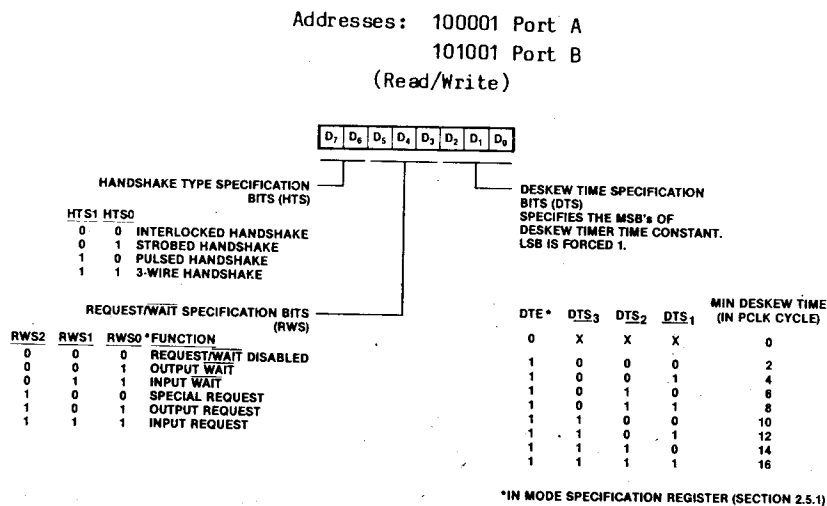 Addresses: 100001 Port A
101001 Port B
(Read/Write)
D7 D6 D5 D4 D3 D2 D1 D0
HANDSHAKE TYPE SPECIFICATION
BITS (HTS)
HTS1 HTS0
0 0 INTERLOCKED HANDSHAKE
0 1 STROBED HANDSHAKE
1 0 PULSED HANDSHAKE
1 1 3-WIRE HANDSHAKE
DESKEW TIME SPECIFICATION
BITS (DTS)
SPECIFIES THE MSB's OF
DESKEW TIMER TIME CONSTANT.
LSB IS FORCED 1.
REQUEST/WAIT SPECIFICATION BITS
(RWS)
RWS2 RWS1 RWS0 *FUNCTION
0 0 0 REQUEST/WAIT DISABLED
0 0 1 OUTPUT WAIT
0 1 1 INPUT WAIT
1 0 0 SPECIAL REQUEST
1 0 1 OUTPUT REQUEST
1 1 1 INPUT REQUEST
MIN DESKEW TIME
DTE* DTS3 DTS2 DTS1 (IN PCLK CYCLE)
0 X X X 0
1 0 0 0 2
1 0 0 1 4
1 0 1 0 6
1 0 1 1 8
1 1 0 0 10
1 1 0 1 12
1 1 1 0 14
1 1 1 1 16
*IN MODE SPECIFICATION REGISTER (SECTION 2.5.1)